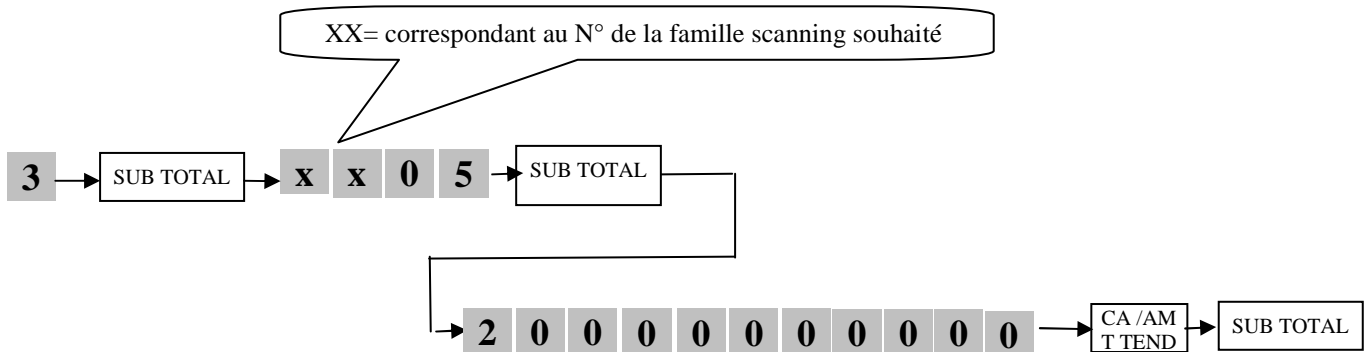 XX= correspondant au N° de la famille scanning souhaité
3 SUB TOTAL x x 0 5 SUB TOTAL
2 0 0 0 0 0 0 0 0 0 0 CA /AM
T TEND SUB TOTAL